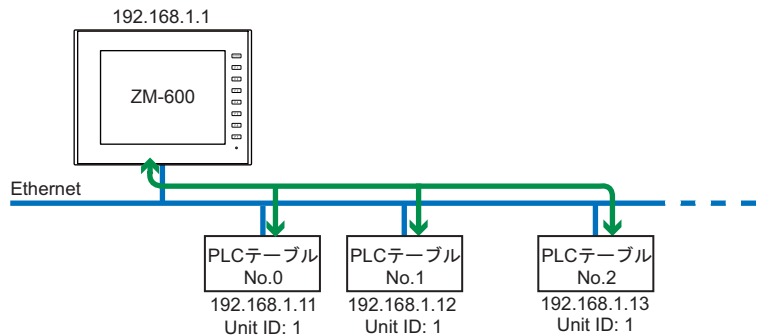 192.168.1.1
ZM-600
Ethernet
PLCテーブル
No.0
192.168.1.11
Unit ID: 1
PLCテーブル
No.1
192.168.1.12
Unit ID: 1
PLCテーブル
No.2
192.168.1.13
Unit ID: 1